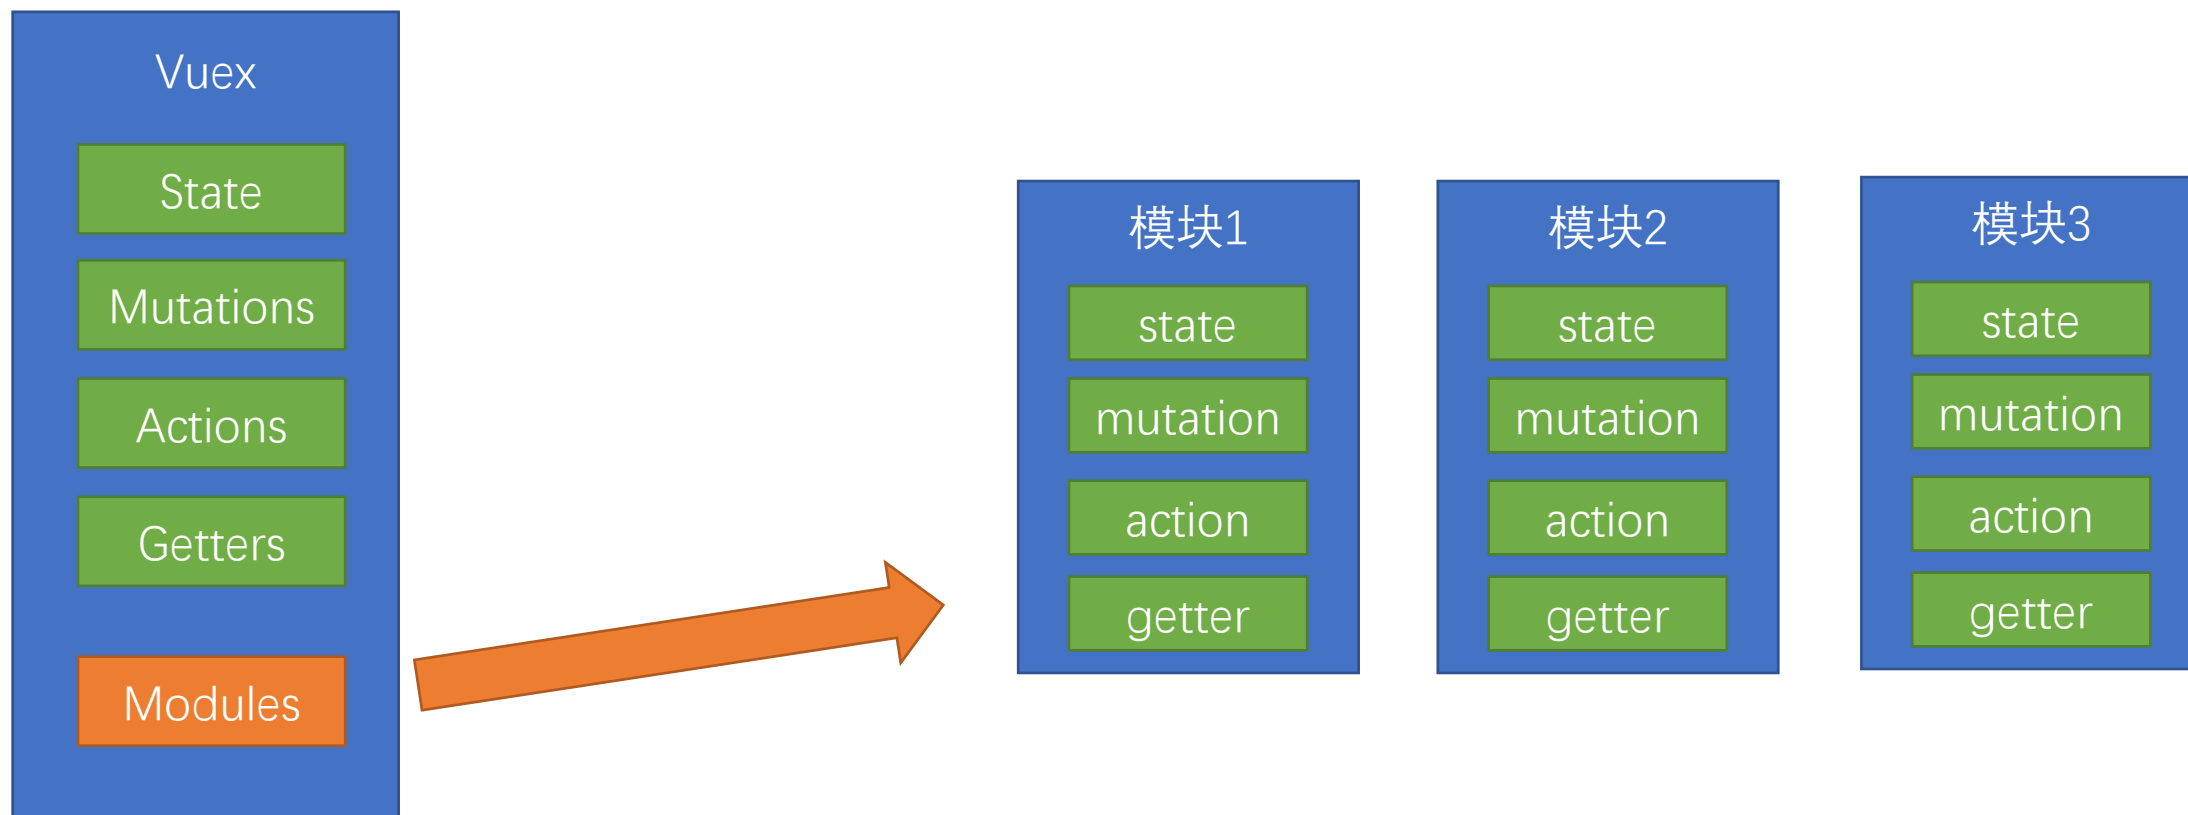 Vuex
State
Mutations
Actions
Getters
Modules
模块1
state
mutation
action
getter
模块2
state
mutation
action
getter
模块3
state
mutation
action
getter